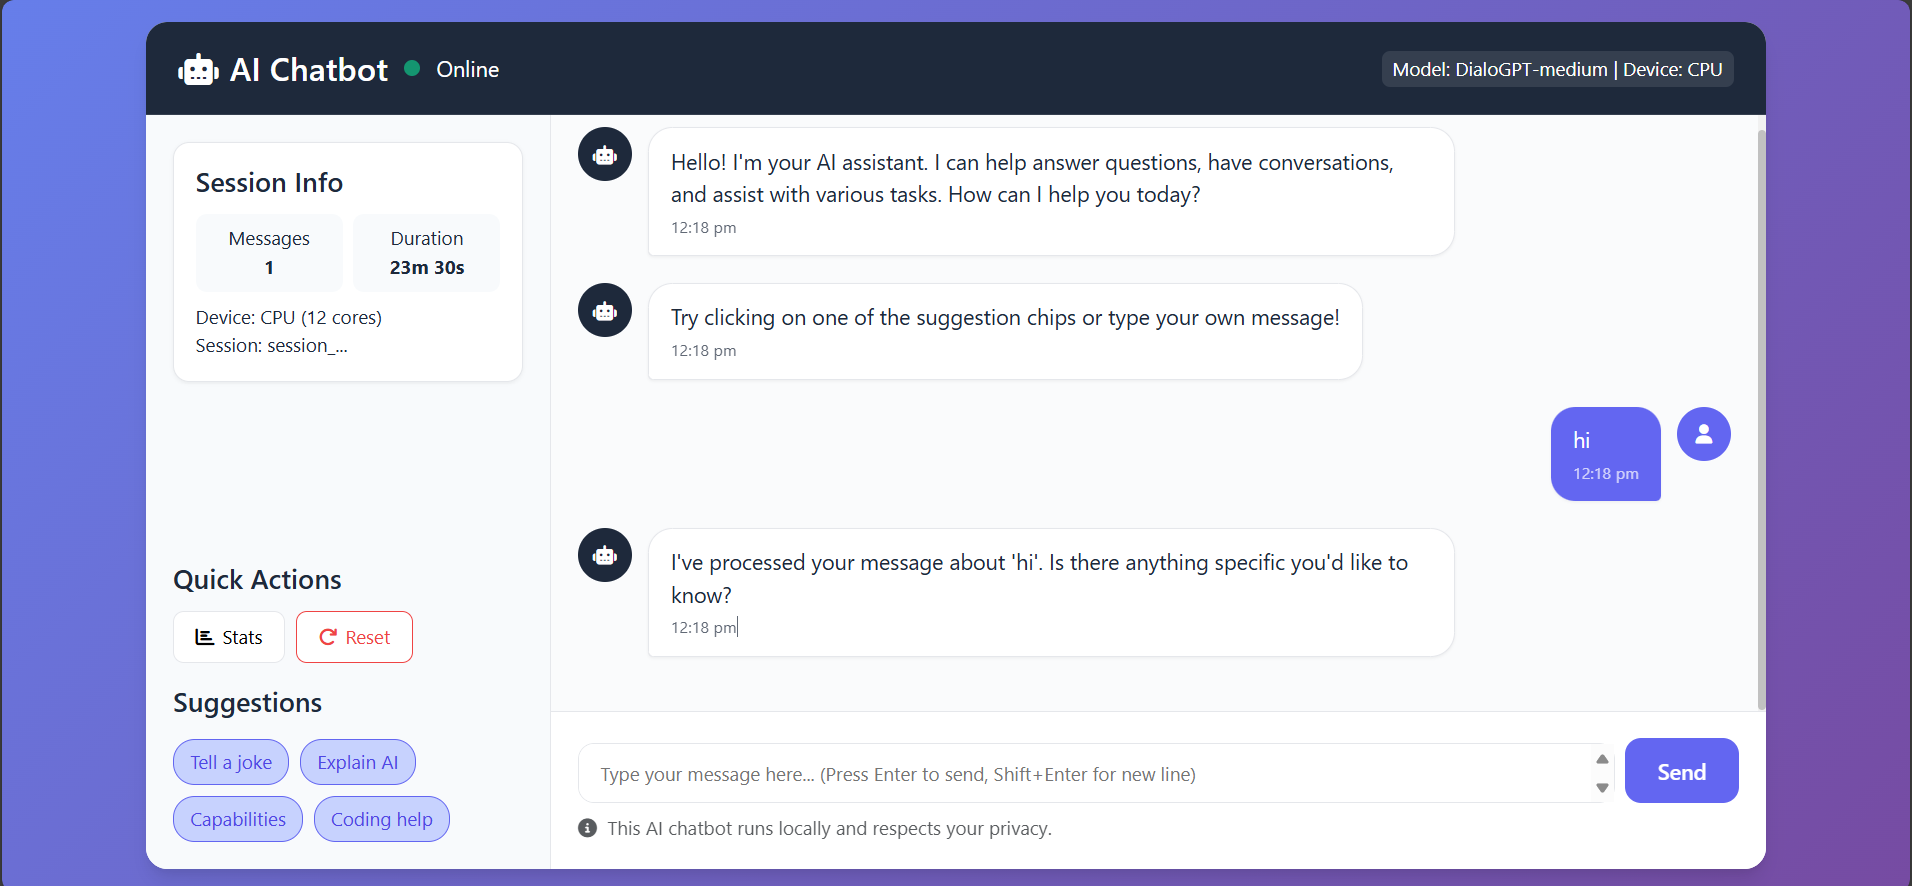 AI Chatbot
Online
Model: DialoGPT-medium | Device: CPU
Session Info
Messages
1
Duration
23m 30s
Device: CPU (12 cores)
Session: session_...
Quick Actions
Stats
Reset
Suggestions
Tell a joke
Explain AI
Capabilities
Coding help
Hello! I'm your AI assistant. I can help answer questions, have conversations,
and assist with various tasks. How can I help you today?
12:18 pm
Try clicking on one of the suggestion chips or type your own message!
12:18 pm
hi
12:18 pm
I've processed your message about 'hi'. Is there anything specific you'd like to
know?
12:18 pm
Type your message here... (Press Enter to send, Shift+Enter for new line)
Send
This AI chatbot runs locally and respects your privacy.